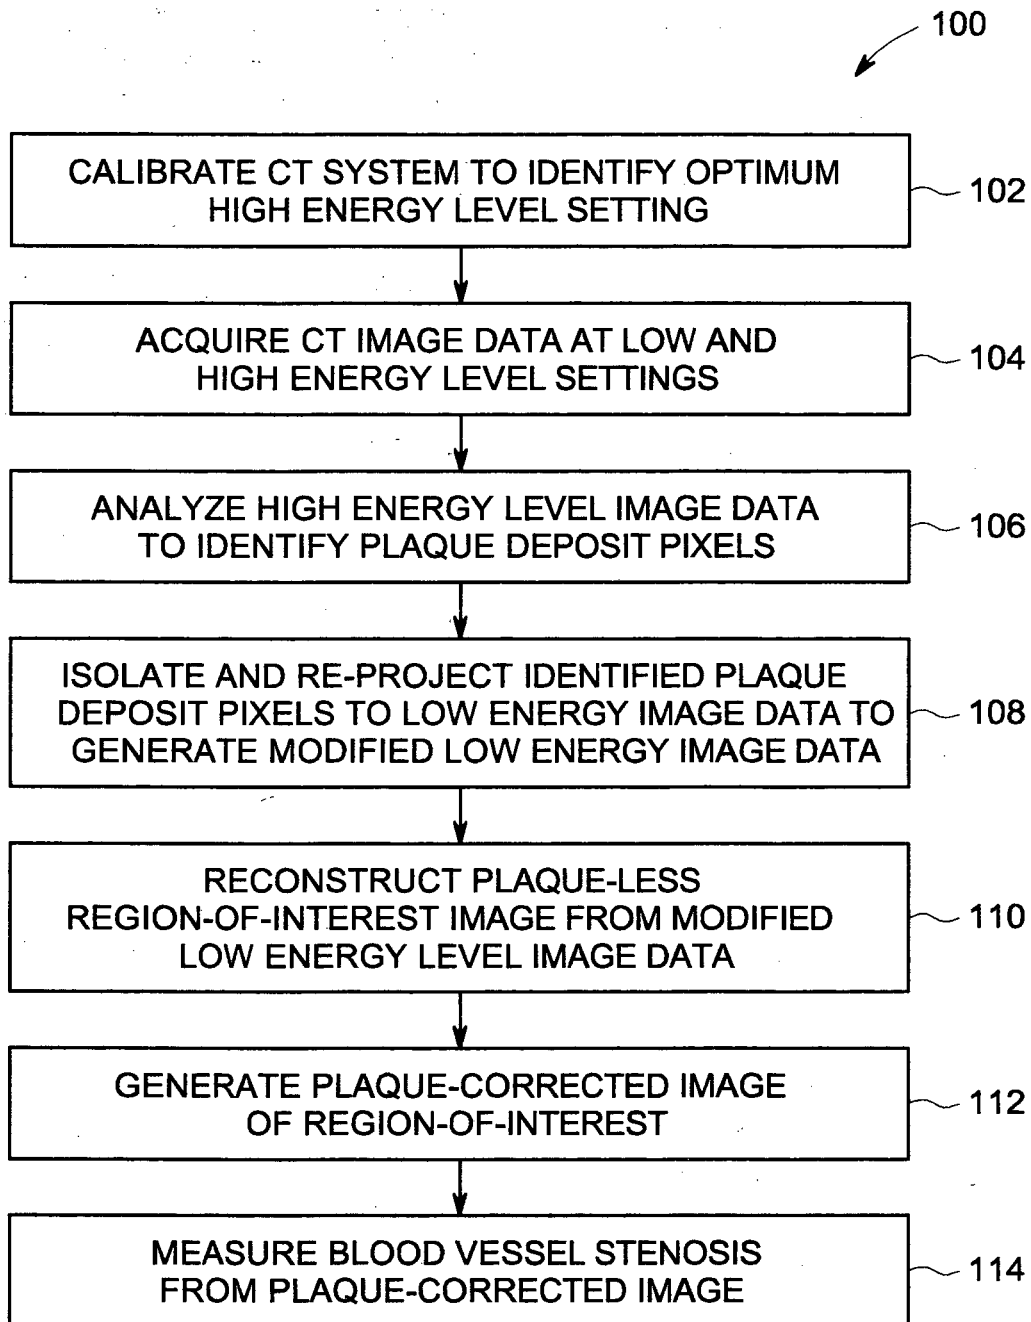 100
CALIBRATE CT SYSTEM TO IDENTIFY OPTIMUM
HIGH ENERGY LEVEL SETTING
102
ACQUIRE CT IMAGE DATA AT LOW AND
HIGH ENERGY LEVEL SETTINGS
104
ANALYZE HIGH ENERGY LEVEL IMAGE DATA
TO IDENTIFY PLAQUE DEPOSIT PIXELS
106
ISOLATE AND RE-PROJECT IDENTIFIED PLAQUE
DEPOSIT PIXELS TO LOW ENERGY IMAGE DATA TO
GENERATE MODIFIED LOW ENERGY IMAGE DATA
108
RECONSTRUCT PLAQUE-LESS
REGION-OF-INTEREST IMAGE FROM MODIFIED
LOW ENERGY LEVEL IMAGE DATA
110
GENERATE PLAQUE-CORRECTED IMAGE
OF REGION-OF-INTEREST
112
MEASURE BLOOD VESSEL STENOSIS
FROM PLAQUE-CORRECTED IMAGE
114